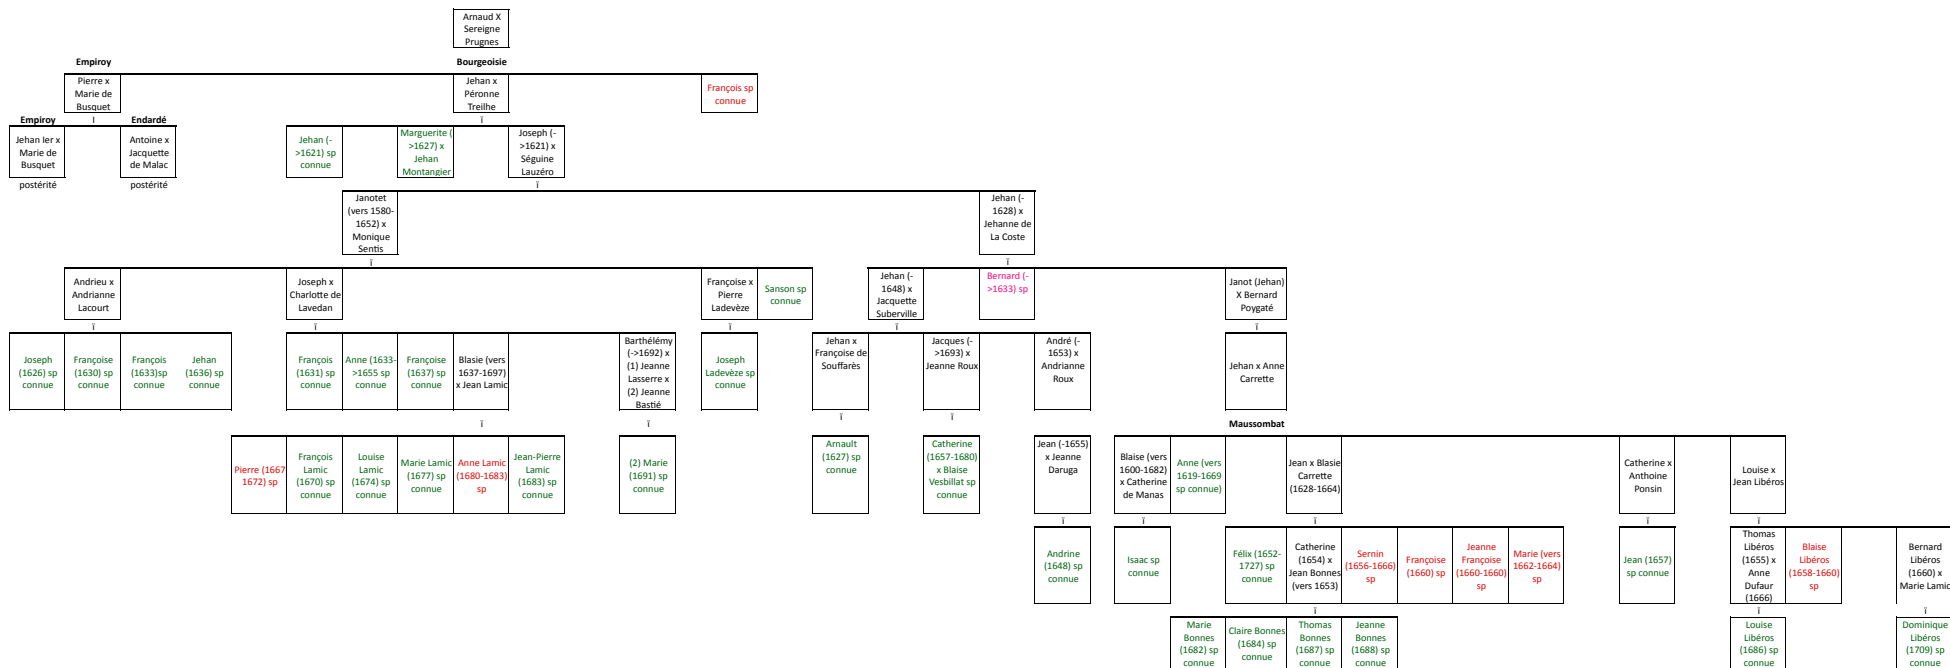 Arnaud X
Sereigne
Prugnes
Empiroy
Bourgeoisie
Pierre x
Marie de
Busquet
Jehan x
Péronne
Treilhe
François sp
connue
Empiroy
I
Endardé
ï
Jehan Ier x
Marie de
Busquet
Antoine x
Jacquette
de Malac
Jehan (-
>1621) sp
connue
Marguerite (
>1627) x
Jehan
Montangier
Joseph (-
>1621) x
Séguine
Lauzéro
postérité
postérité
ï
Janotet
(vers 1580-
1652) x
Monique
Sentis
Jehan (-
1628) x
Jehanne de
La Coste
ï
ï
Andrieu x
Andrianne
Lacourt
Joseph x
Charlotte de
Lavedan
Françoise x
Pierre
Ladevèze
Sanson sp
connue
Jehan (-
1648) x
Jacquette
Suberville
Bernard (-
>1633) sp
Janot (Jehan)
X Bernard
Poygaté
ï
ï
ï
ï
ï
Joseph
(1626) sp
connue
Françoise
(1630) sp
connue
François
(1633)sp
connue
Jehan
(1636) sp
connue
François
(1631) sp
connue
Anne (1633-
>1655 sp
connue
Françoise
(1637) sp
connue
Blasie (vers
1637-1697)
x Jean Lamic
Barthélémy
(->1692) x
(1) Jeanne
Lasserre x
(2) Jeanne
Bastié
Joseph
Ladevèze sp
connue
Jehan x
Françoise de
Souffarès
Jacques (-
>1693) x
Jeanne Roux
André (-
1653) x
Andrianne
Roux
Jehan x Anne
Carrette
ï
ï
ï
ï
Maussombat
Pierre (1667
1672) sp
François
Lamic
(1670) sp
connue
Louise
Lamic
(1674) sp
connue
Marie Lamic
(1677) sp
connue
Anne Lamic
(1680-1683)
sp
Jean-Pierre
Lamic
(1683) sp
connue
(2) Marie
(1691) sp
connue
Arnault
(1627) sp
connue
Catherine
(1657-1680)
x Blaise
Vesbillat sp
connue
Jean (-1655)
x Jeanne
Daruga
Blaise (vers
1600-1682)
x Catherine
de Manas
Anne (vers
1619-1669
sp connue)
Jean x Blasie
Carrette
(1628-1664)
Catherine x
Anthoine
Ponsin
Louise x
Jean Libéros
ï
ï
ï
ï
ï
Andrine
(1648) sp
connue
Isaac sp
connue
Félix (1652-
1727) sp
connue
Catherine
(1654) x
Jean Bonnes
(vers 1653)
Sernin
(1656-1666)
sp
Françoise
(1660) sp
Jeanne
Françoise
(1660-1660)
sp
Marie (vers
1662-1664)
sp
Jean (1657)
sp connue
Thomas
Libéros
(1655) x
Anne
Dufaur
(1666)
Blaise
Libéros
(1658-1660)
sp
Bernard
Libéros
(1660) x
Marie Lamic
ï
ï
ï
Marie
Bonnes
(1682) sp
connue
Claire Bonnes
(1684) sp
connue
Thomas
Bonnes
(1687) sp
connue
Jeanne
Bonnes
(1688) sp
connue
Louise
Libéros
(1686) sp
connue
Dominique
Libéros
(1709) sp
connue